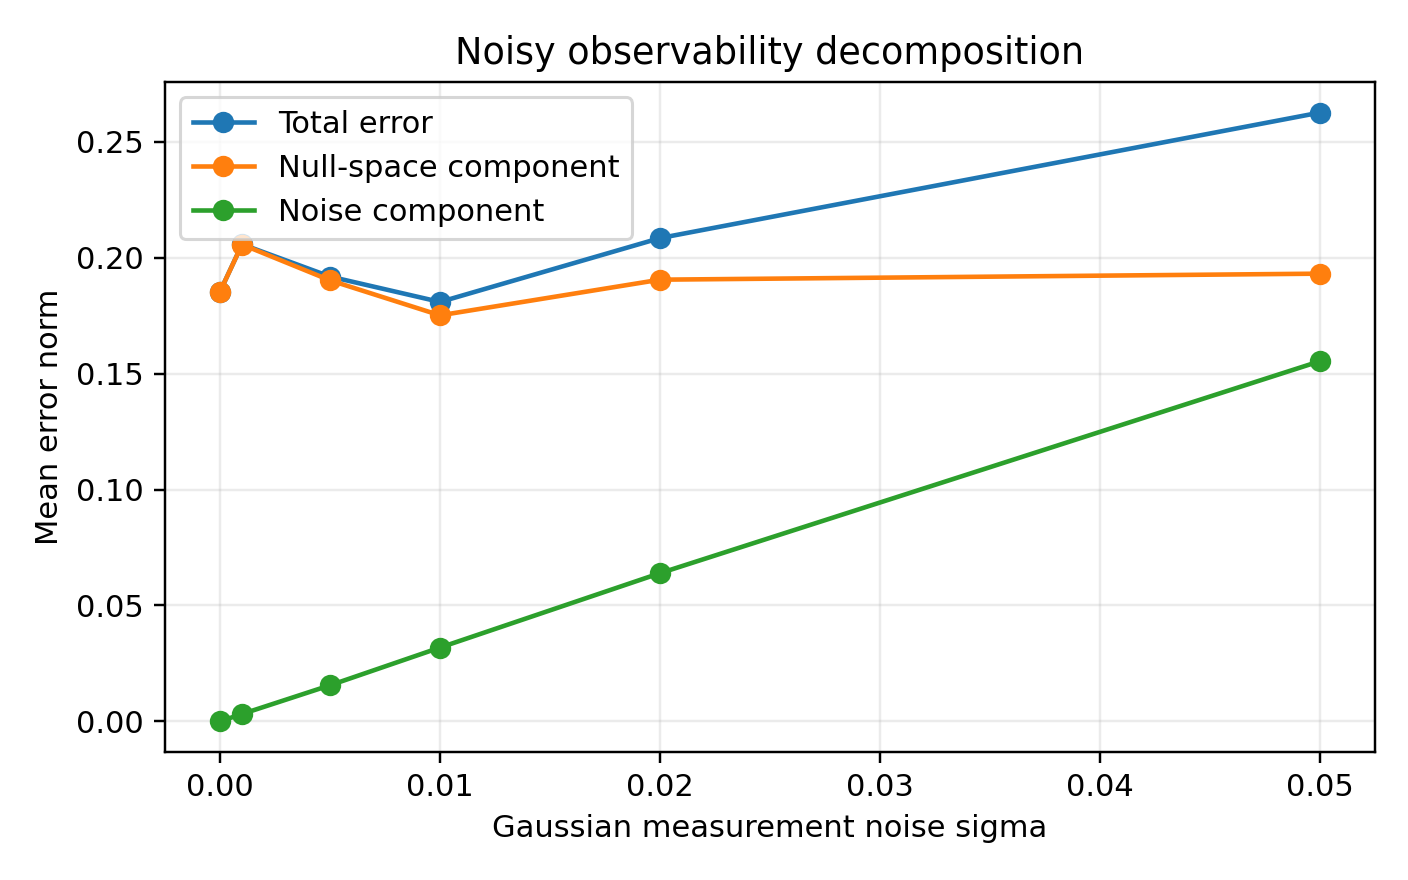 Noisy observability decomposition
Total error
Null-space component
Noise component
0.25
0.20
0.15
0.10
0.05
0.00
Mean error norm
0.00 0.01 0.02 0.03 0.04 0.05
Gaussian measurement noise sigma